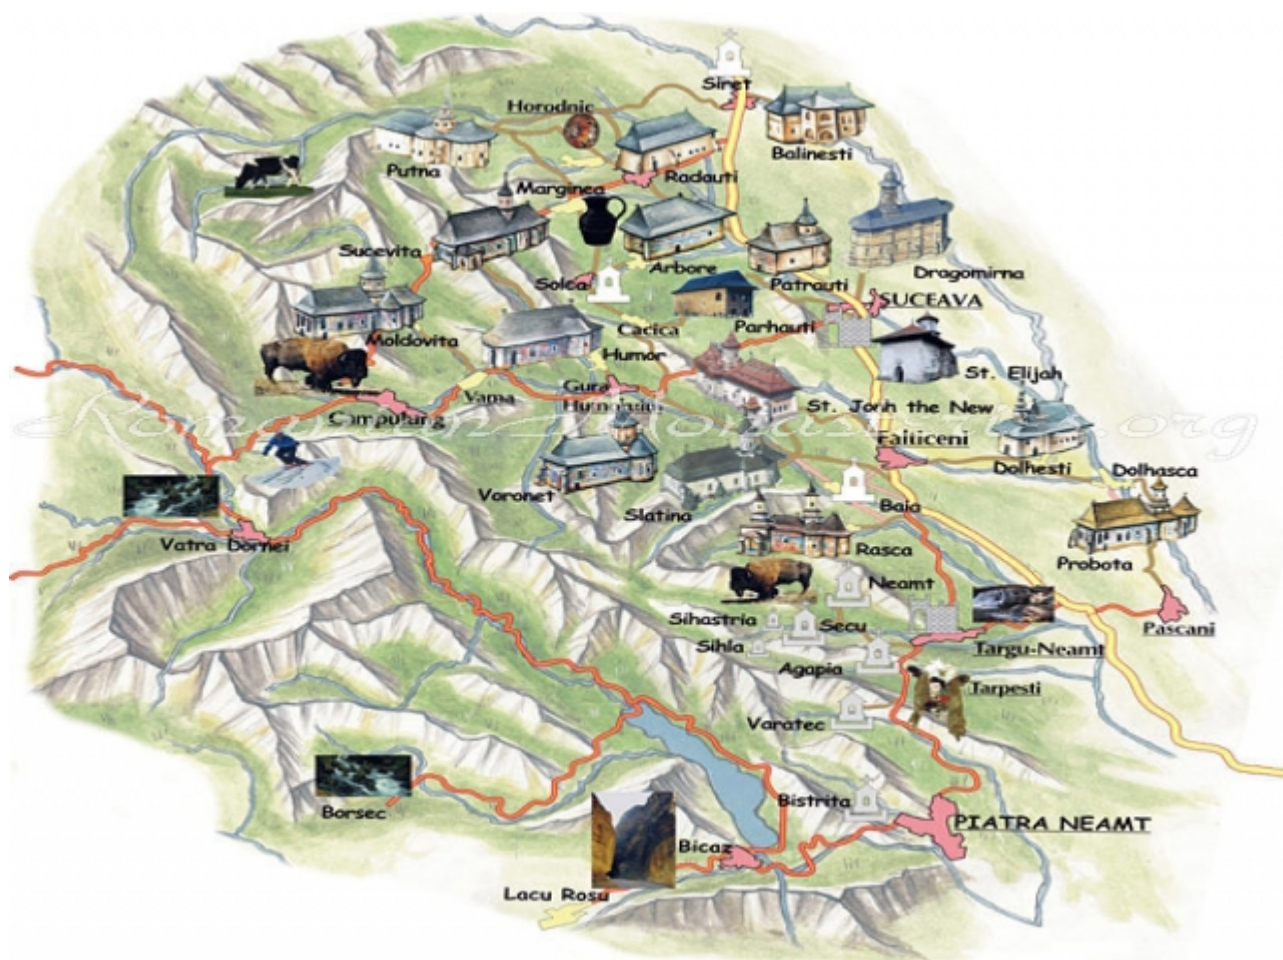 Siret
Horodnic
Balinesti
Putna
Radauti
Marginea
Sucevita
Solca
Arbore
Patrauti
Dragomirna
SUCEAVA
Cacica
Parhauti
Moldovita
Humor
St. Elijah
Gura
Humorului
Vama
Campulung
St. Jonh the New
Falticeni
Dolhesti
Dolhasca
Voronet
Slatina
Baia
Vatra Dornei
Rasca
Probota
Neamt
Sihastria
Secu
Pascani
Sihla
Agapia
Targu-Neamt
Tarpesti
Varatec
Borsec
Bistrita
PIATRA NEAMT
Bicaz
Lacu Rosu